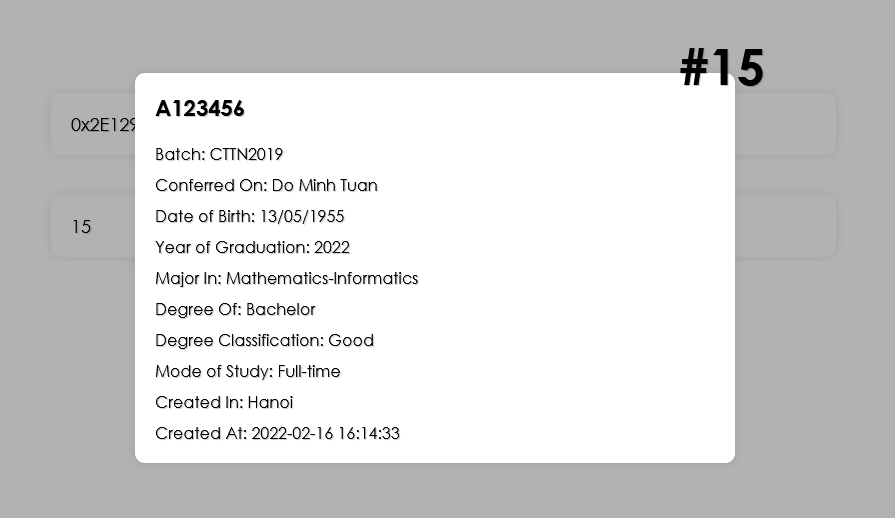 #15
A123456
0x2E129
Batch: CTTN2019
Conferred On: Do Minh Tuan
Date of Birth: 13/05/1955
15
Year of Graduation: 2022
Major In: Mathematics-Informatics
Degree Of: Bachelor
Degree Classification: Good
Mode of Study: Full-time
Created In: Hanoi
Created At: 2022-02-16 16:14:33